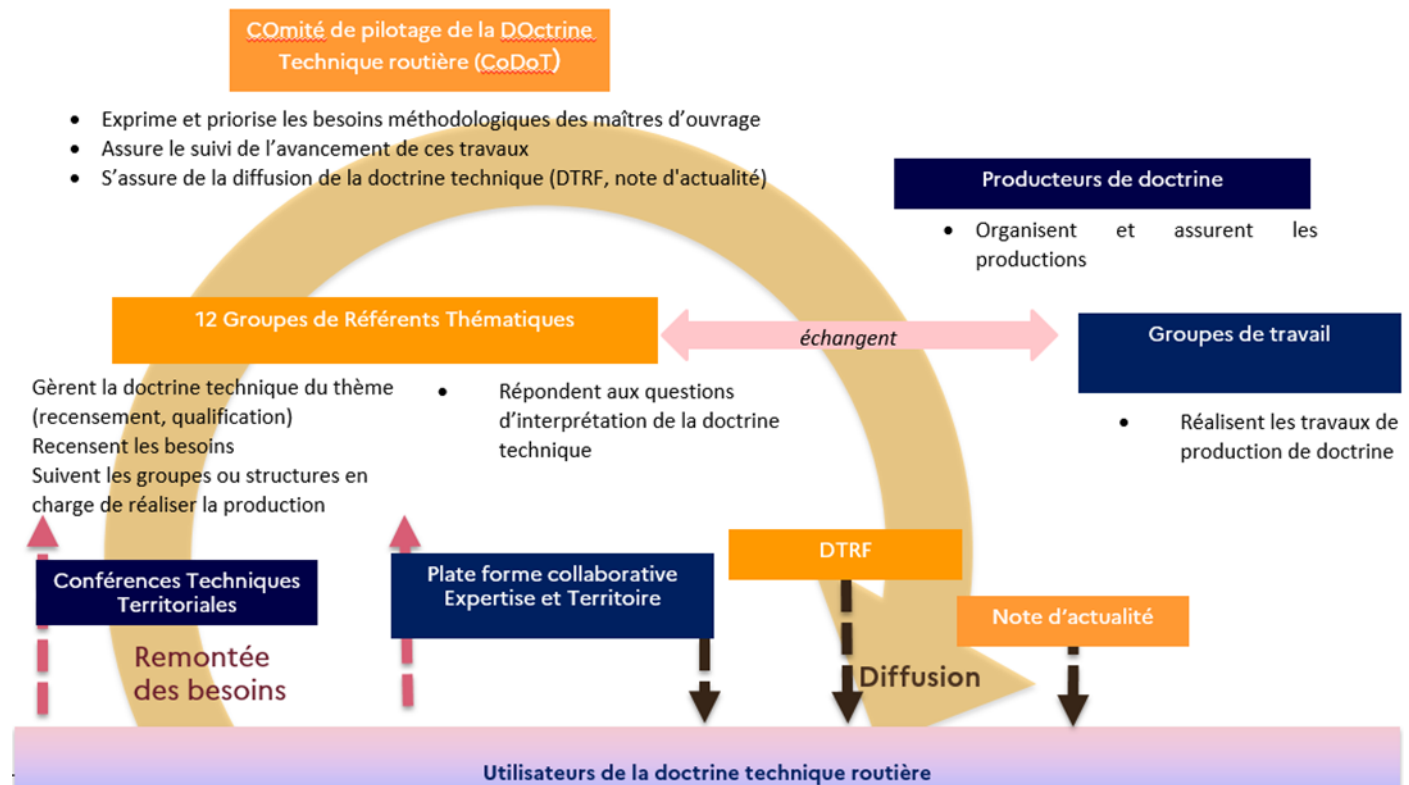 COmité de pilotage de la DOctrine
Technique routière (CoDoT)
• Exprime et priorise les besoins méthodologiques des maîtres d’ouvrage
• Assure le suivi de l’avancement de ces travaux
• S’assure de la diffusion de la doctrine technique (DTRF, note d'actualité)
Producteurs de doctrine
• Organisent et assurent les
productions
12 Groupes de Référents Thématiques
échangent
Groupes de travail
Gèrent la doctrine technique du thème
(recensement, qualification)
Recensent les besoins
Suivent les groupes ou structures en
charge de réaliser la production
• Répondent aux questions
d’interprétation de la doctrine
technique
• Réalisent les travaux de
production de doctrine
Conférences Techniques
Territoriales
Plate forme collaborative
Expertise et Territoire
DTRF
Note d’actualité
Remontée
des besoins
Diffusion
Utilisateurs de la doctrine technique routière